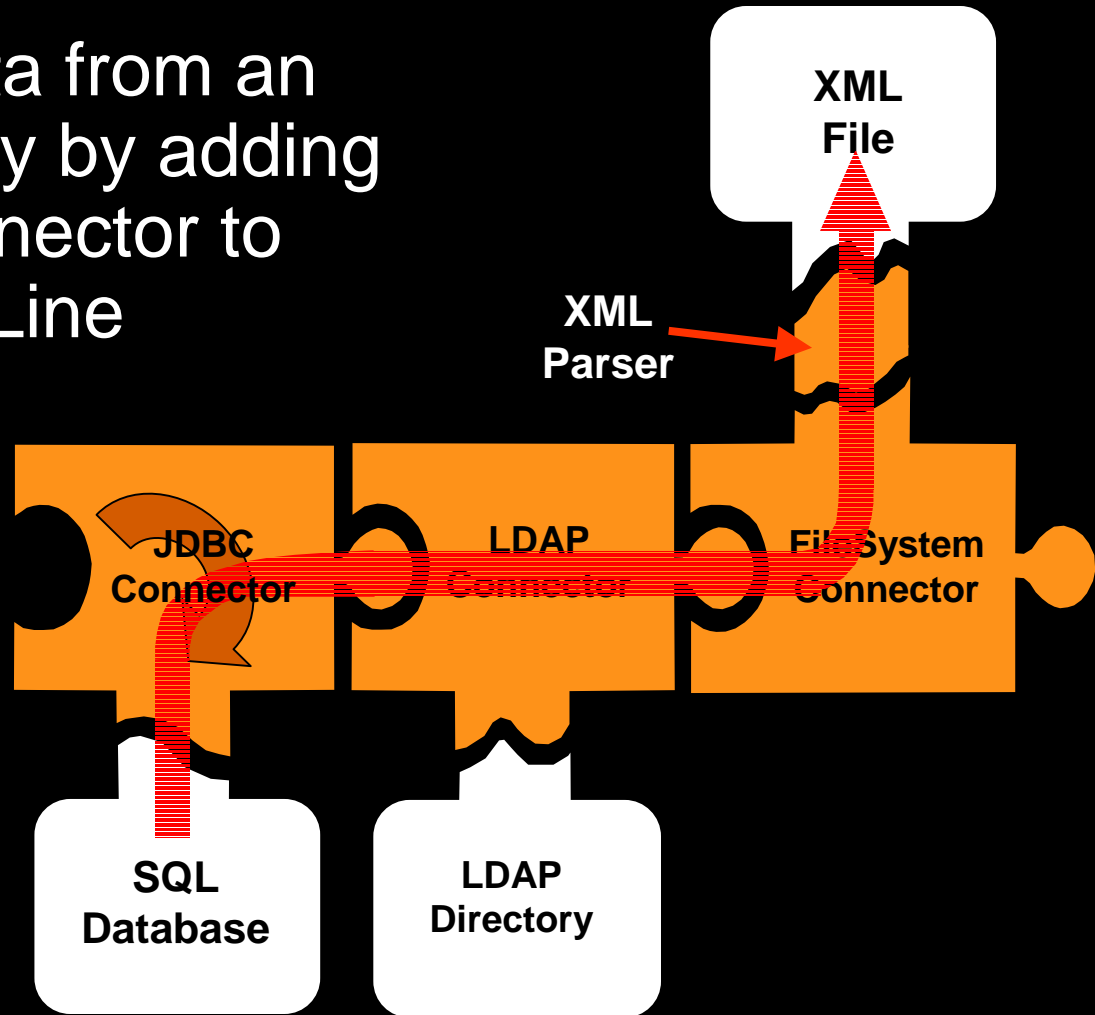 ta from an
y by adding
nector to
Line
XML
File
XML
Parser
JDBC
Connector
LDAP
Connector
FileSystem
Connector
SQL
Database
LDAP
Directory